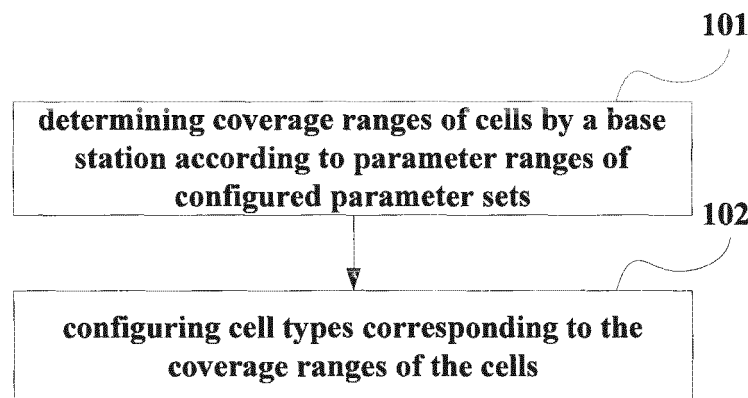 101
determining coverage ranges of cells by a base
station according to parameter ranges of
configured parameter sets
102
configuring cell types corresponding to the
coverage ranges of the cells